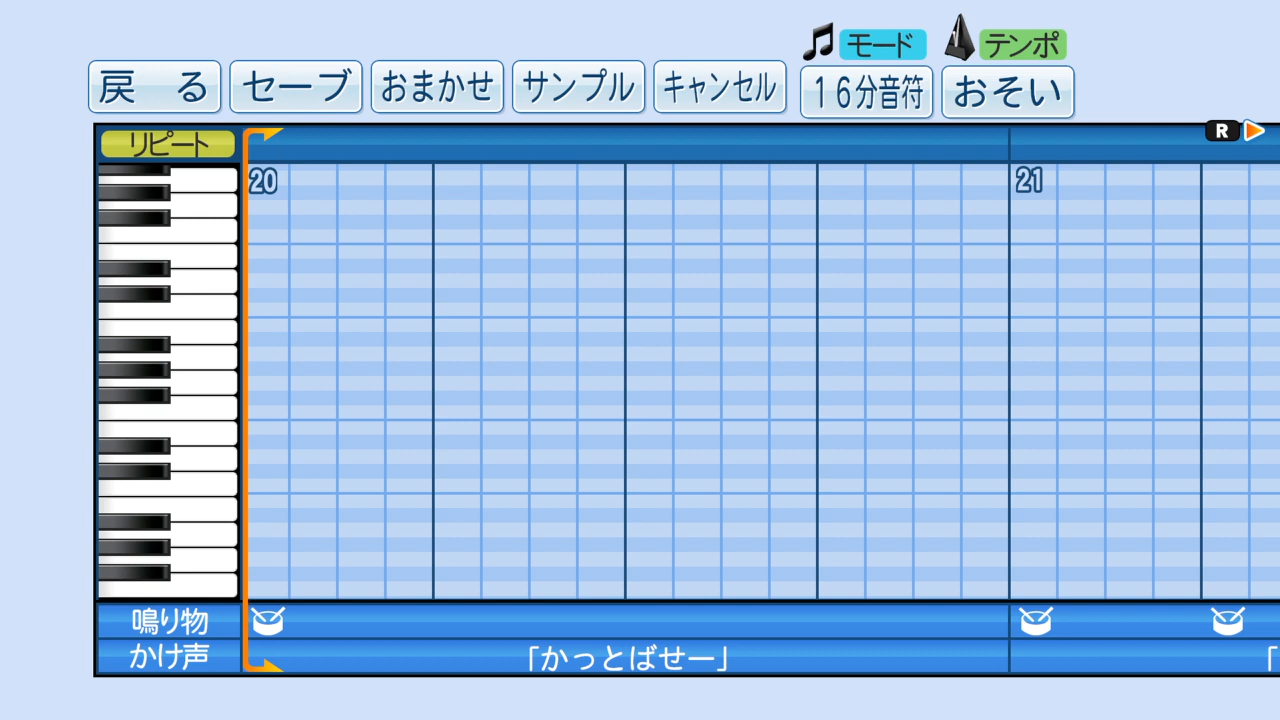 モード テンポ
戻 る セーブ おまかせ サンプル キャンセル 16分音符 おそい
リピート R
20 21
鳴り物
かけ声 「かっとばせー」 「